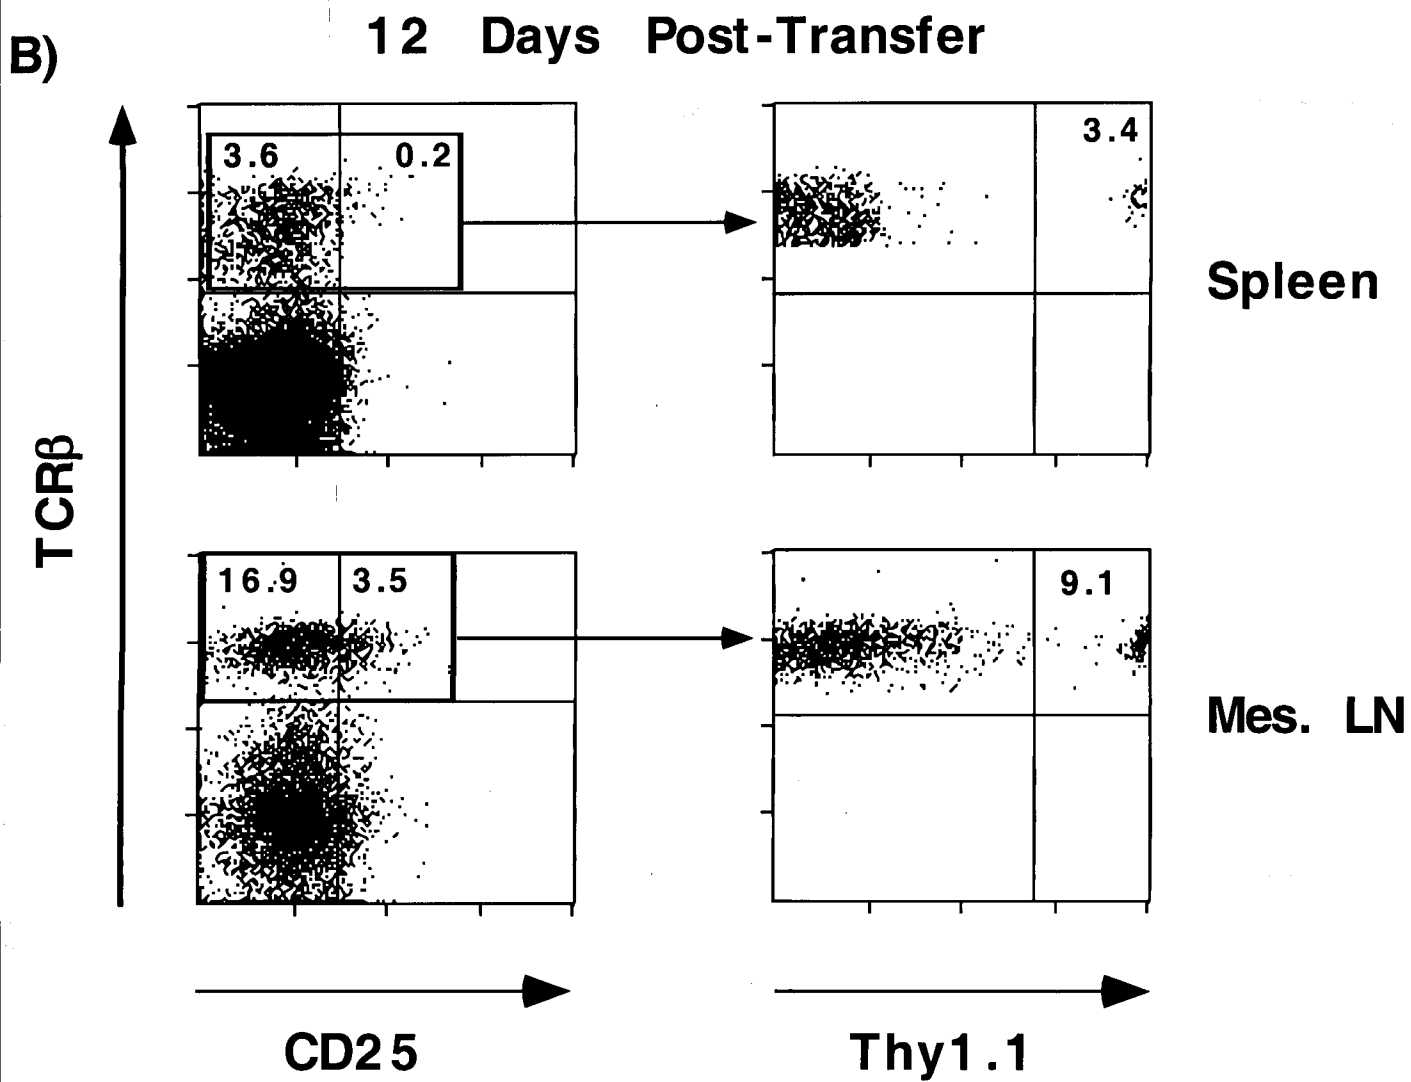 B)
12 Days Post-Transfer
3.6
0.2
3.4
Spleen
TCRβ
16.9
3.5
9.1
Mes. LN
CD25
Thy1.1